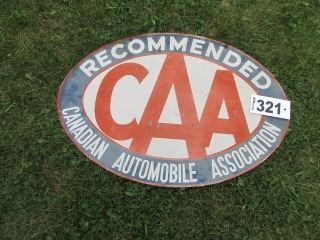 RECOMMENDED
CAA
CANADIAN AUTOMOBILE ASSOCIATION
321